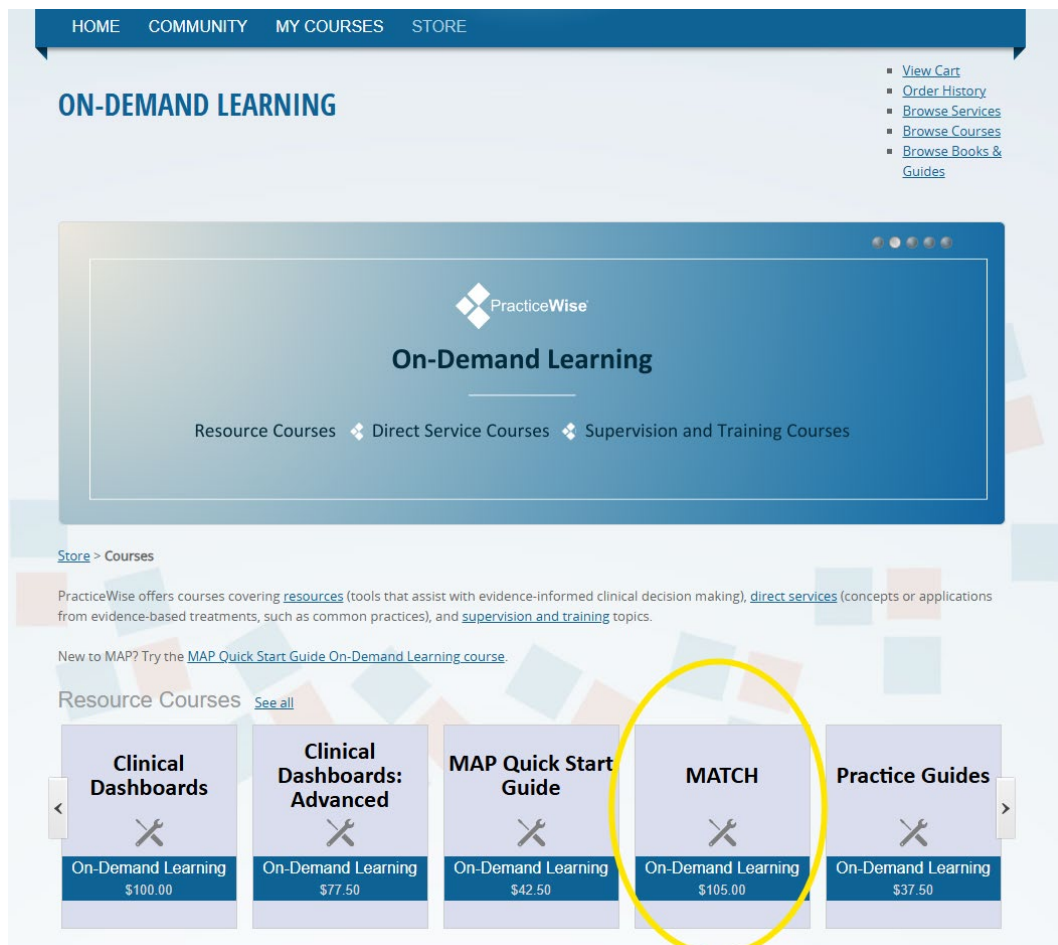 HOME COMMUNITY MY COURSES STORE
ON-DEMAND LEARNING
View Cart
Order History
Browse Services
Browse Courses
Browse Books &
Guides
PracticeWise
On-Demand Learning
Resource Courses Direct Service Courses Supervision and Training Courses
Store > Courses
PracticeWise offers courses covering resources (tools that assist with evidence-informed clinical decision making), direct services (concepts or applications
from evidence-based treatments, such as common practices), and supervision and training topics.
New to MAP? Try the MAP Quick Start Guide On-Demand Learning course.
Resource Courses See all
Clinical
Dashboards
On-Demand Learning
$100.00
Clinical
Dashboards:
Advanced
On-Demand Learning
$77.50
MAP Quick Start
Guide
On-Demand Learning
$42.50
MATCH
On-Demand Learning
$105.00
Practice Guides
On-Demand Learning
$37.50